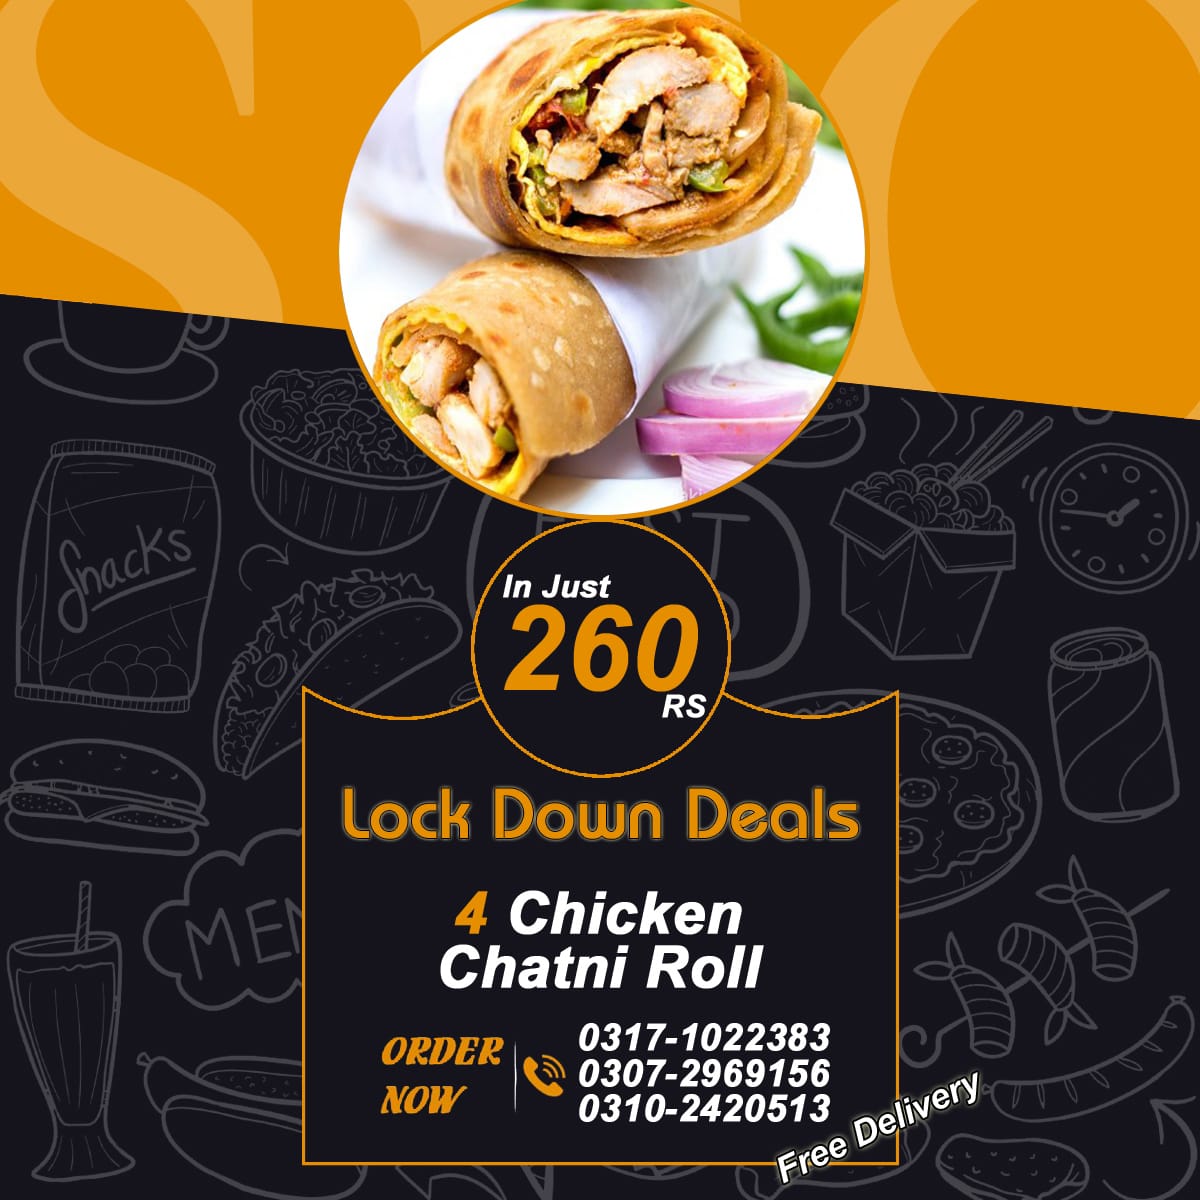 In Just
260
RS
Lock Down Deals
4 Chicken
Chatni Roll
ORDER
NOW
0317-1022383
0307-2969156
0310-2420513
Free Delivery
Snacks